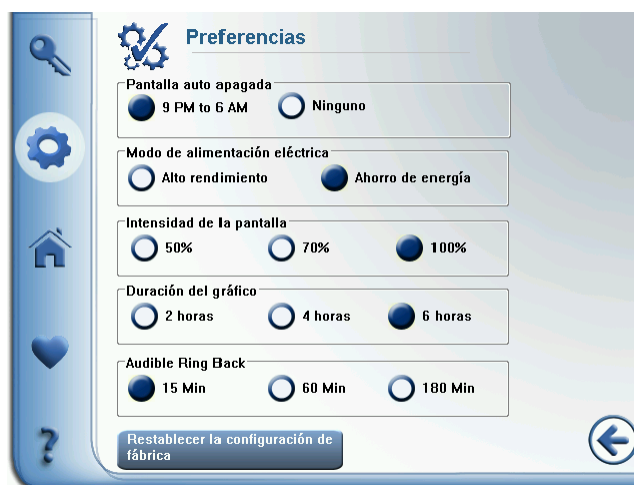 Preferencias
Pantalla auto apagada
9 PM to 6 AM Ninguno
Modo de alimentación eléctrica
Alto rendimiento Ahorro de energía
Intensidad de la pantalla
50% 70% 100%
Duración del gráfico
2 horas 4 horas 6 horas
Audible Ring Back
15 Min 60 Min 180 Min
Restablecer la configuración de
fábrica
?